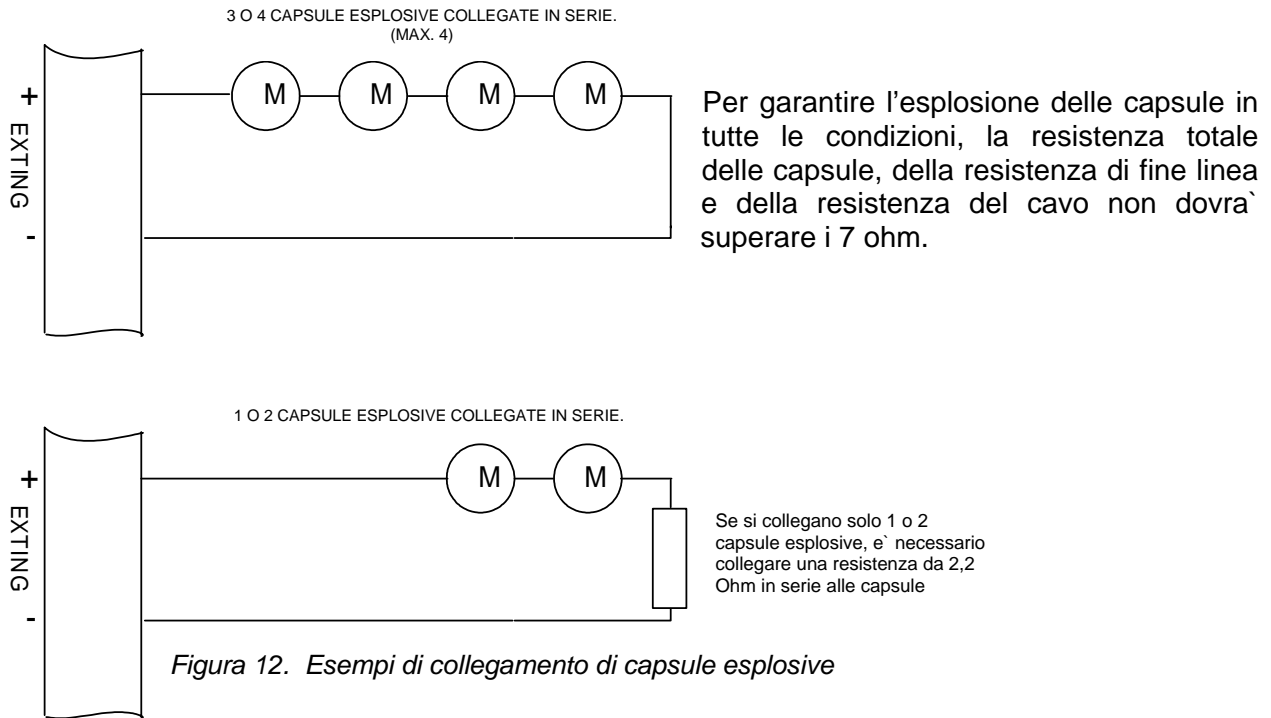 3 O 4 CAPSULE ESPLOSIVE COLLEGATE IN SERIE.
(MAX. 4)
+
EXTING
-
M M M M
Per garantire l'esplosione delle capsule in
tutte le condizioni, la resistenza totale
delle capsule, della resistenza di fine linea
e della resistenza del cavo non dovra`
superare i 7 ohm.
1 O 2 CAPSULE ESPLOSIVE COLLEGATE IN SERIE.
+
EXTING
-
M M
Se si collegano solo 1 o 2
capsule esplosive, e` necessario
collegare una resistenza da 2,2
Ohm in serie alle capsule
Figura 12. Esempi di collegamento di capsule esplosive